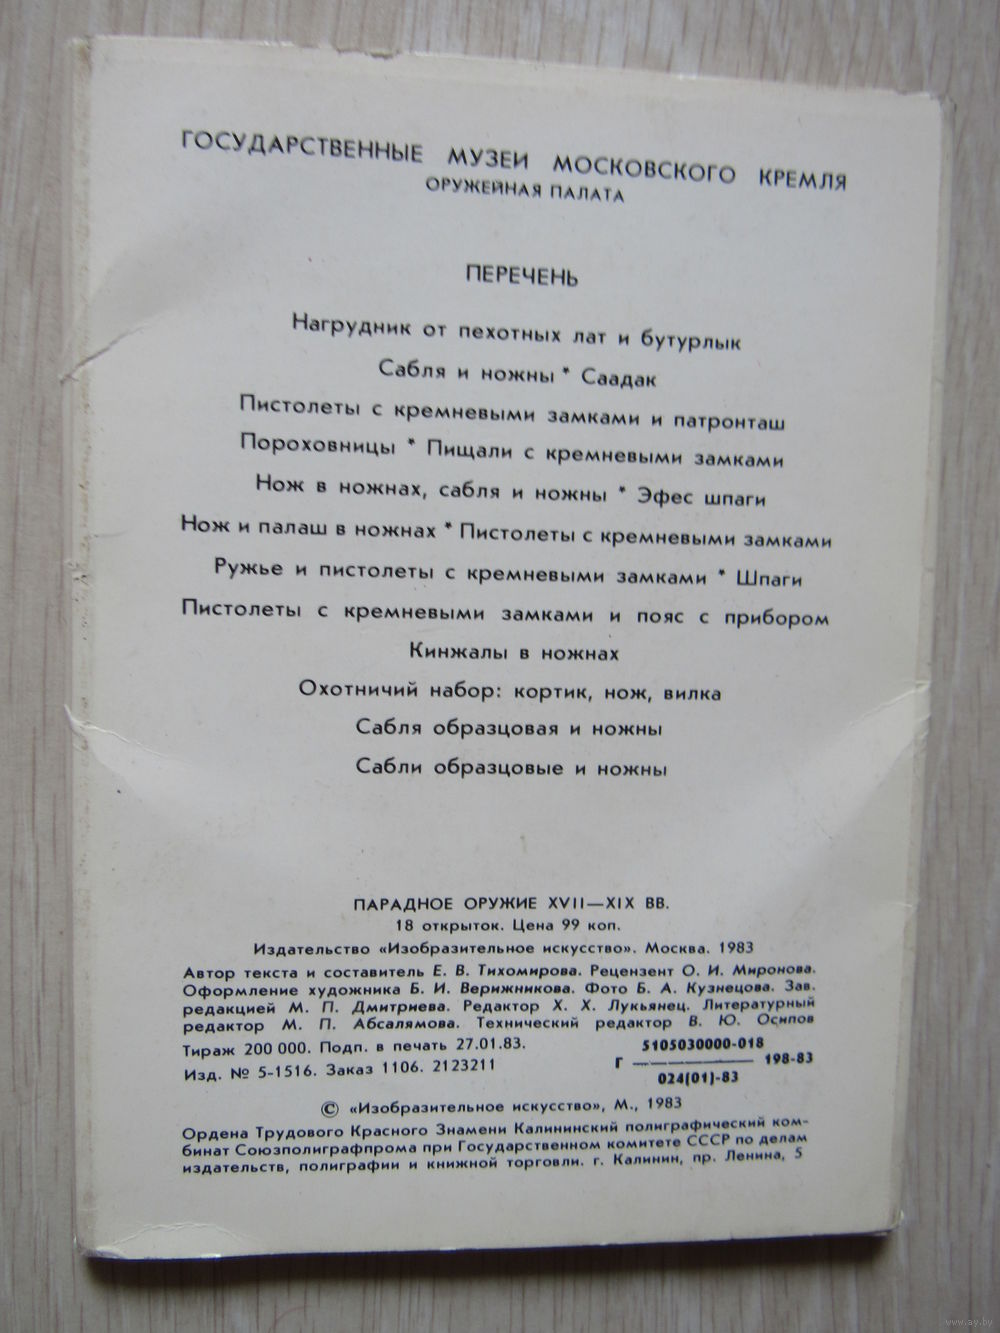 ГОСУДАРСТВЕННЫЕ МУЗЕИ МОСКОВСКОГО КРЕМЛЯ
ОРУЖЕЙНАЯ ПАЛАТА
ПЕРЕЧЕНЬ
Нагрудник от пехотных лат и бутурлык
Сабля и ножны * Саадак
Пистолеты с кремневыми замками и патронташ
Пороховницы * Пищали с кремневыми замками
Нож в ножнах, сабля и ножны * Эфес шпаги
Нож и палаш в ножнах * Пистолеты с кремневыми замками
Ружье и пистолеты с кремневыми замками * Шпаги
Пистолеты с кремневыми замками и пояс с прибором
Кинжалы в ножнах
Охотничий набор: кортик, нож, вилка
Сабля образцовая и ножны
Сабли образцовые и ножны
ПАРАДНОЕ ОРУЖИЕ XVII—XIX ВВ.
18 открыток. Цена 99 коп.
Издательство «Изобразительное искусство». Москва. 1983
Автор текста и составитель Е. В. Тихомирова. Рецензент О. И. Миронова.
Оформление художника Б. И. Верижникова. Фото Б. А. Кузнецова. Зав.
редакцией М. П. Дмитриева. Редактор Х. Х. Лукьянец. Литературный
редактор М. П. Абсалямова. Технический редактор В. Ю. Осипов
Тираж 200 000. Подп. в печать 27.01.83.
Изд. № 5-1516. Заказ 1106. 2123211
5105030000-018
Г ———— 198-83
024(01)-83
© «Изобразительное искусство», М., 1983
Ордена Трудового Красного Знамени Калининский полиграфический ком-
бинат Союзполиграфпрома при Государственном комитете СССР по делам
издательств, полиграфии и книжной торговли. г. Калинин, пр. Ленина, 5
www.ay.by